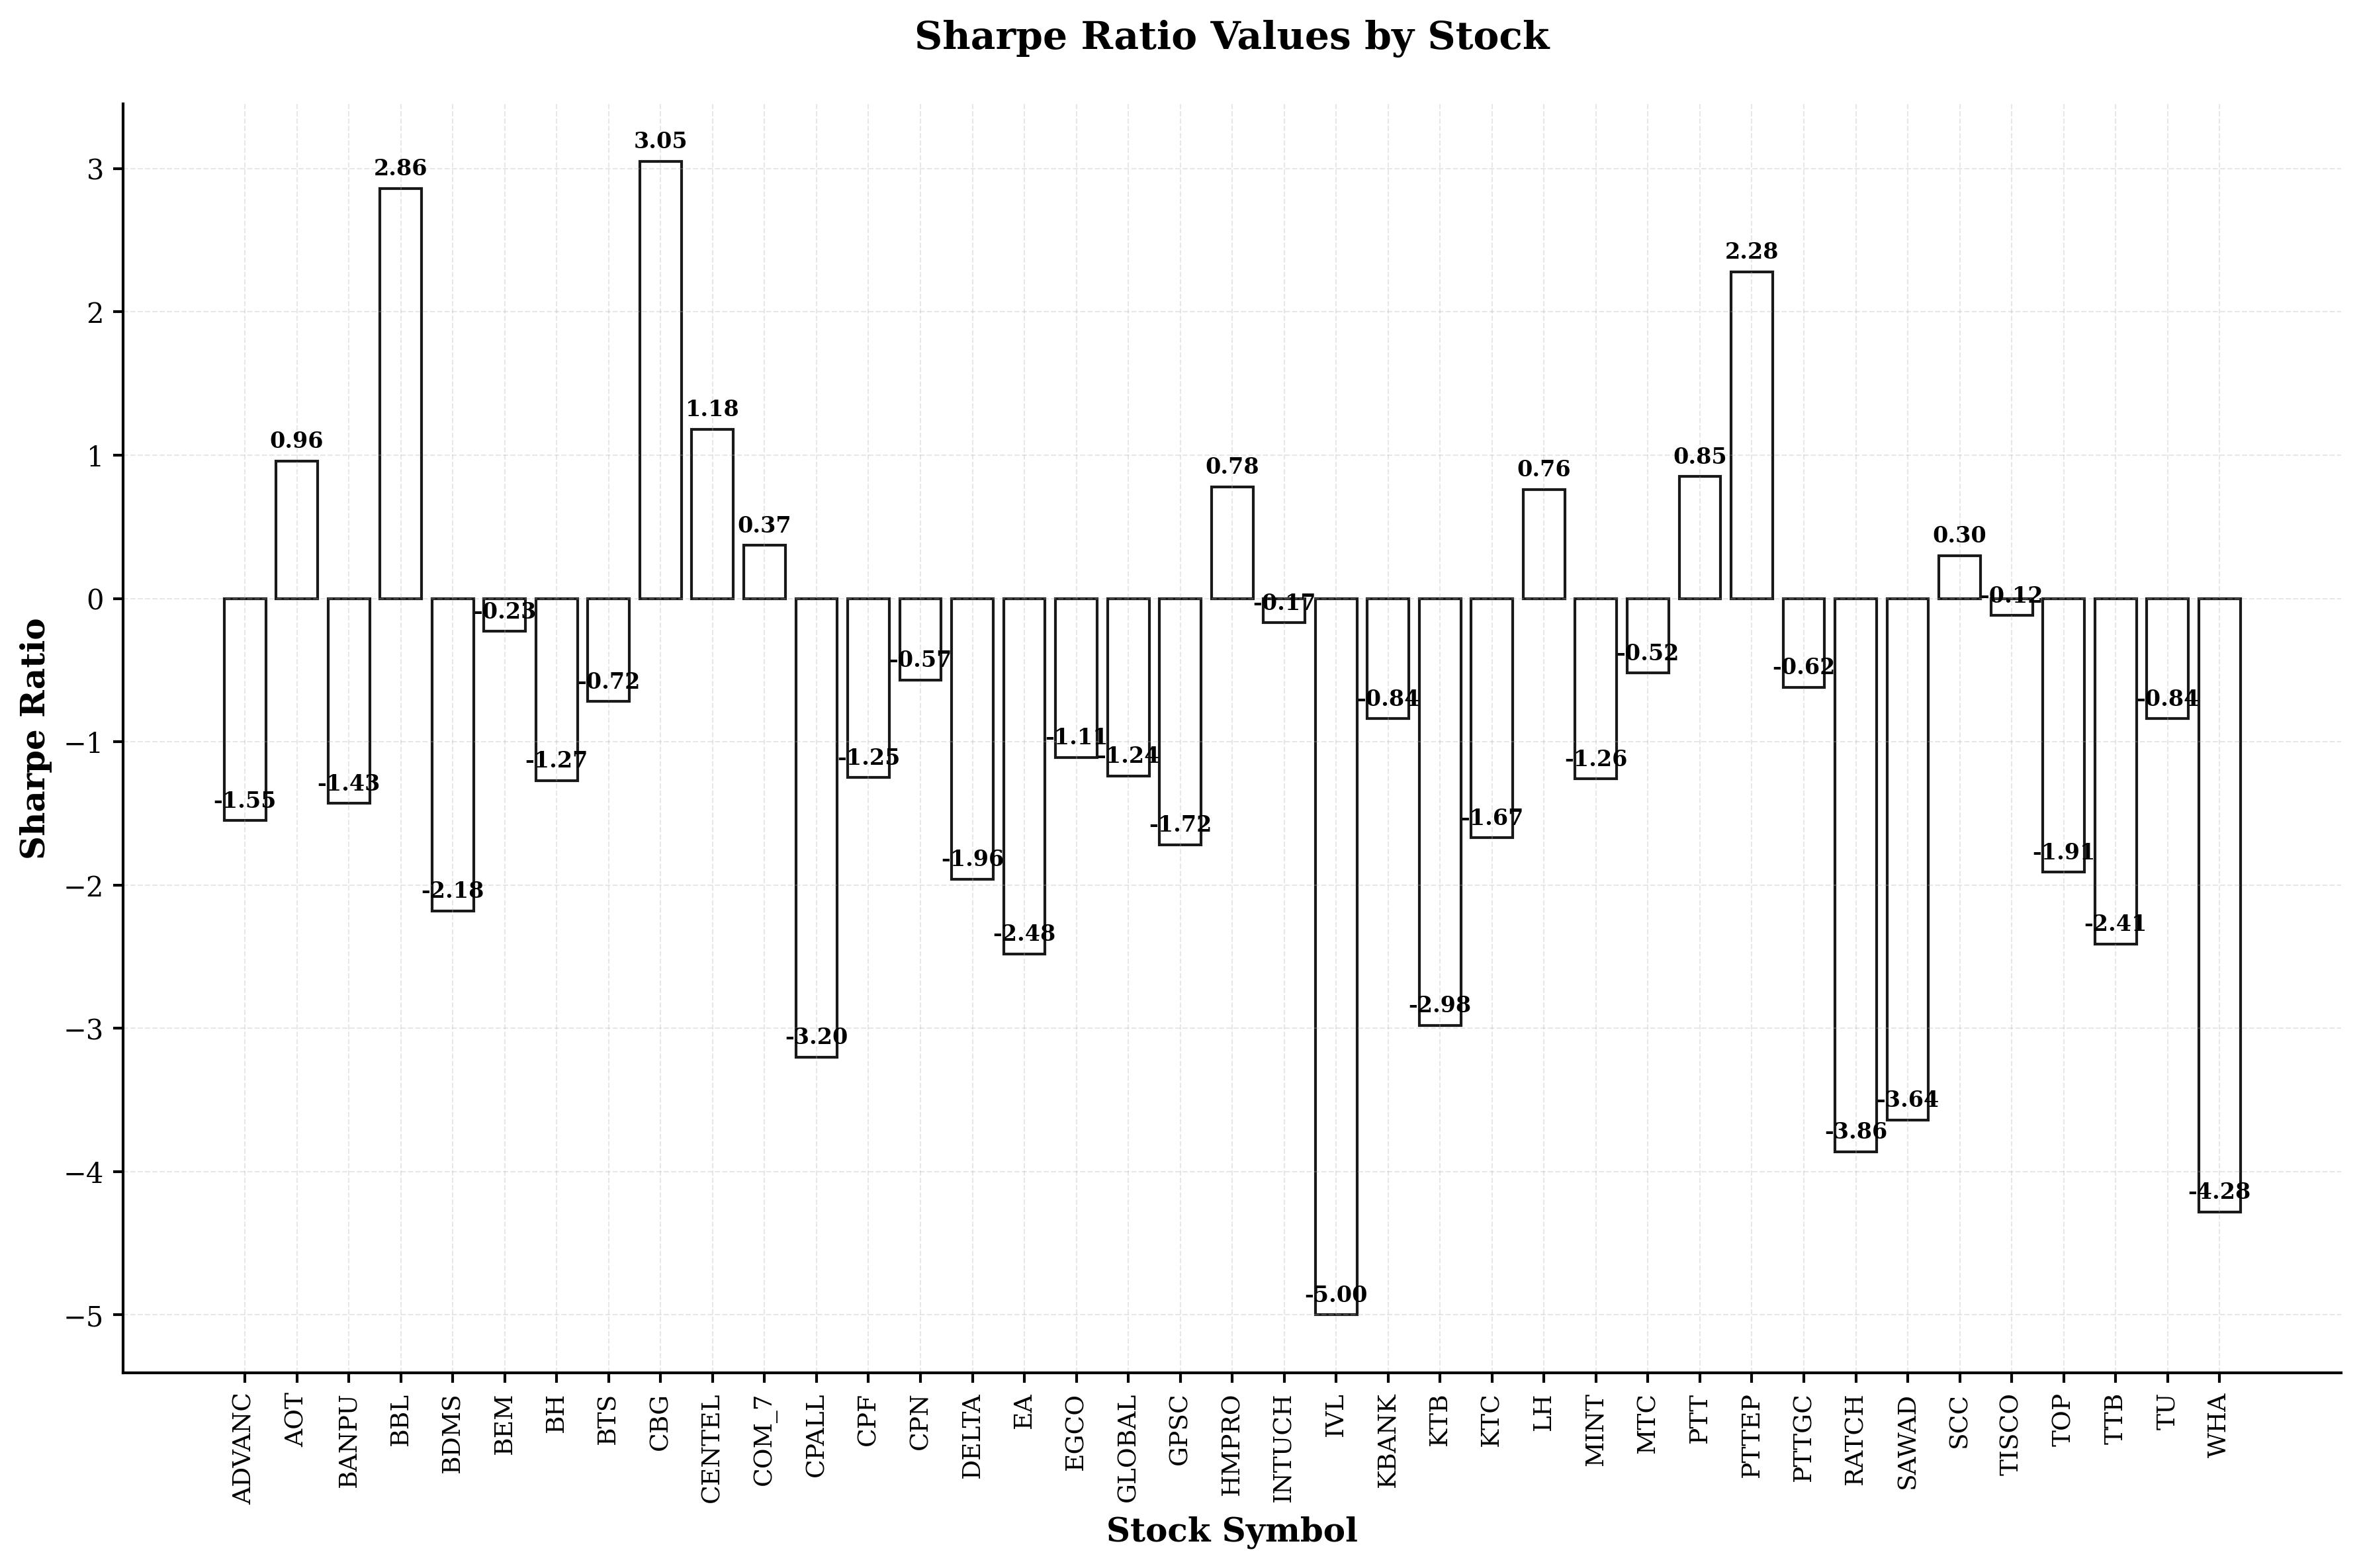 Sharpe Ratio Values by Stock
Sharpe Ratio
3
2
1
0
−1
−2
−3
−4
−5
-1.55
0.96
-1.43
2.86
-2.18
-0.23
-1.27
-0.72
3.05
1.18
0.37
-3.20
-1.25
-0.57
-1.96
-2.48
-1.11
-1.24
-1.72
0.78
-0.17
-5.00
-0.84
-2.98
-1.67
0.76
-1.26
-0.52
0.85
2.28
-0.62
-3.86
-3.64
0.30
-0.12
-1.91
-2.41
-0.84
-4.28
ADVANC
AOT
BANPU
BBL
BDMS
BEM
BH
BTS
CBG
CENTEL
COM_7
CPALL
CPF
CPN
DELTA
EA
EGCO
GLOBAL
GPSC
HMPRO
INTUCH
IVL
KBANK
KTB
KTC
LH
MINT
MTC
PTT
PTTEP
PTTGC
RATCH
SAWAD
SCC
TISCO
TOP
TTB
TU
WHA
Stock Symbol